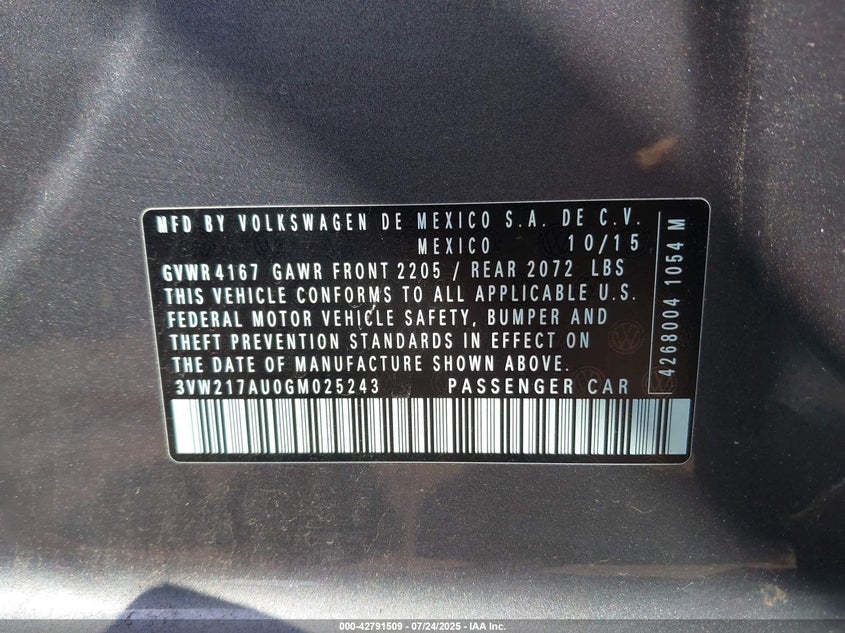 MFD BY VOLKSWAGEN DE MEXICO S.A. DE C.V.
MEXICO 10/15
GVWR 4167 GAWR FRONT 2205 / REAR 2072 LBS
THIS VEHICLE CONFORMS TO ALL APPLICABLE U.S.
FEDERAL MOTOR VEHICLE SAFETY, BUMPER AND
THEFT PREVENTION STANDARDS IN EFFECT ON
THE DATE OF MANUFACTURE SHOWN ABOVE.
3VW217AU0GM025243 PASSENGER CAR
4268004 1054 M
000-42791509 - 07/24/2025 - IAA Inc.